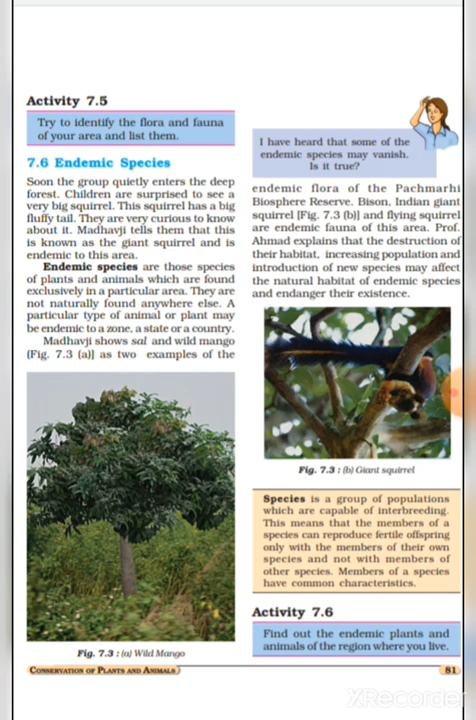 Activity 7.5
Try to identify the flora and fauna
of your area and list them.
7.6 Endemic Species
Soon the group quietly enters the deep
forest. Children are surprised to see a
very big squirrel. This squirrel has a big
fluffy tail. They are very curious to know
about it. Madhavji tells them that this
is known as the giant squirrel and is
endemic to this area.
Endemic species are those species
of plants and animals which are found
exclusively in a particular area. They are
not naturally found anywhere else. A
particular type of animal or plant may
be endemic to a zone, a state or a country.
Madhavji shows sal and wild mango
[Fig. 7.3 (a)] as two examples of the
Fig. 7.3 : (a) Wild Mango
I have heard that some of the
endemic species may vanish.
Is it true?
endemic flora of the Pachmarhi
Biosphere Reserve. Bison, Indian giant
squirrel [Fig. 7.3 (b)] and flying squirrel
are endemic fauna of this area. Prof.
Ahmad explains that the destruction of
their habitat, increasing population and
introduction of new species may affect
the natural habitat of endemic species
and endanger their existence.
Fig. 7.3 : (b) Giant squirrel
Species is a group of populations
which are capable of interbreeding.
This means that the members of a
species can reproduce fertile offspring
only with the members of their own
species and not with members of
other species. Members of a species
have common characteristics.
Activity 7.6
Find out the endemic plants and
animals of the region where you live.
CONSERVATION OF PLANTS AND ANIMALS
81
XRecorder